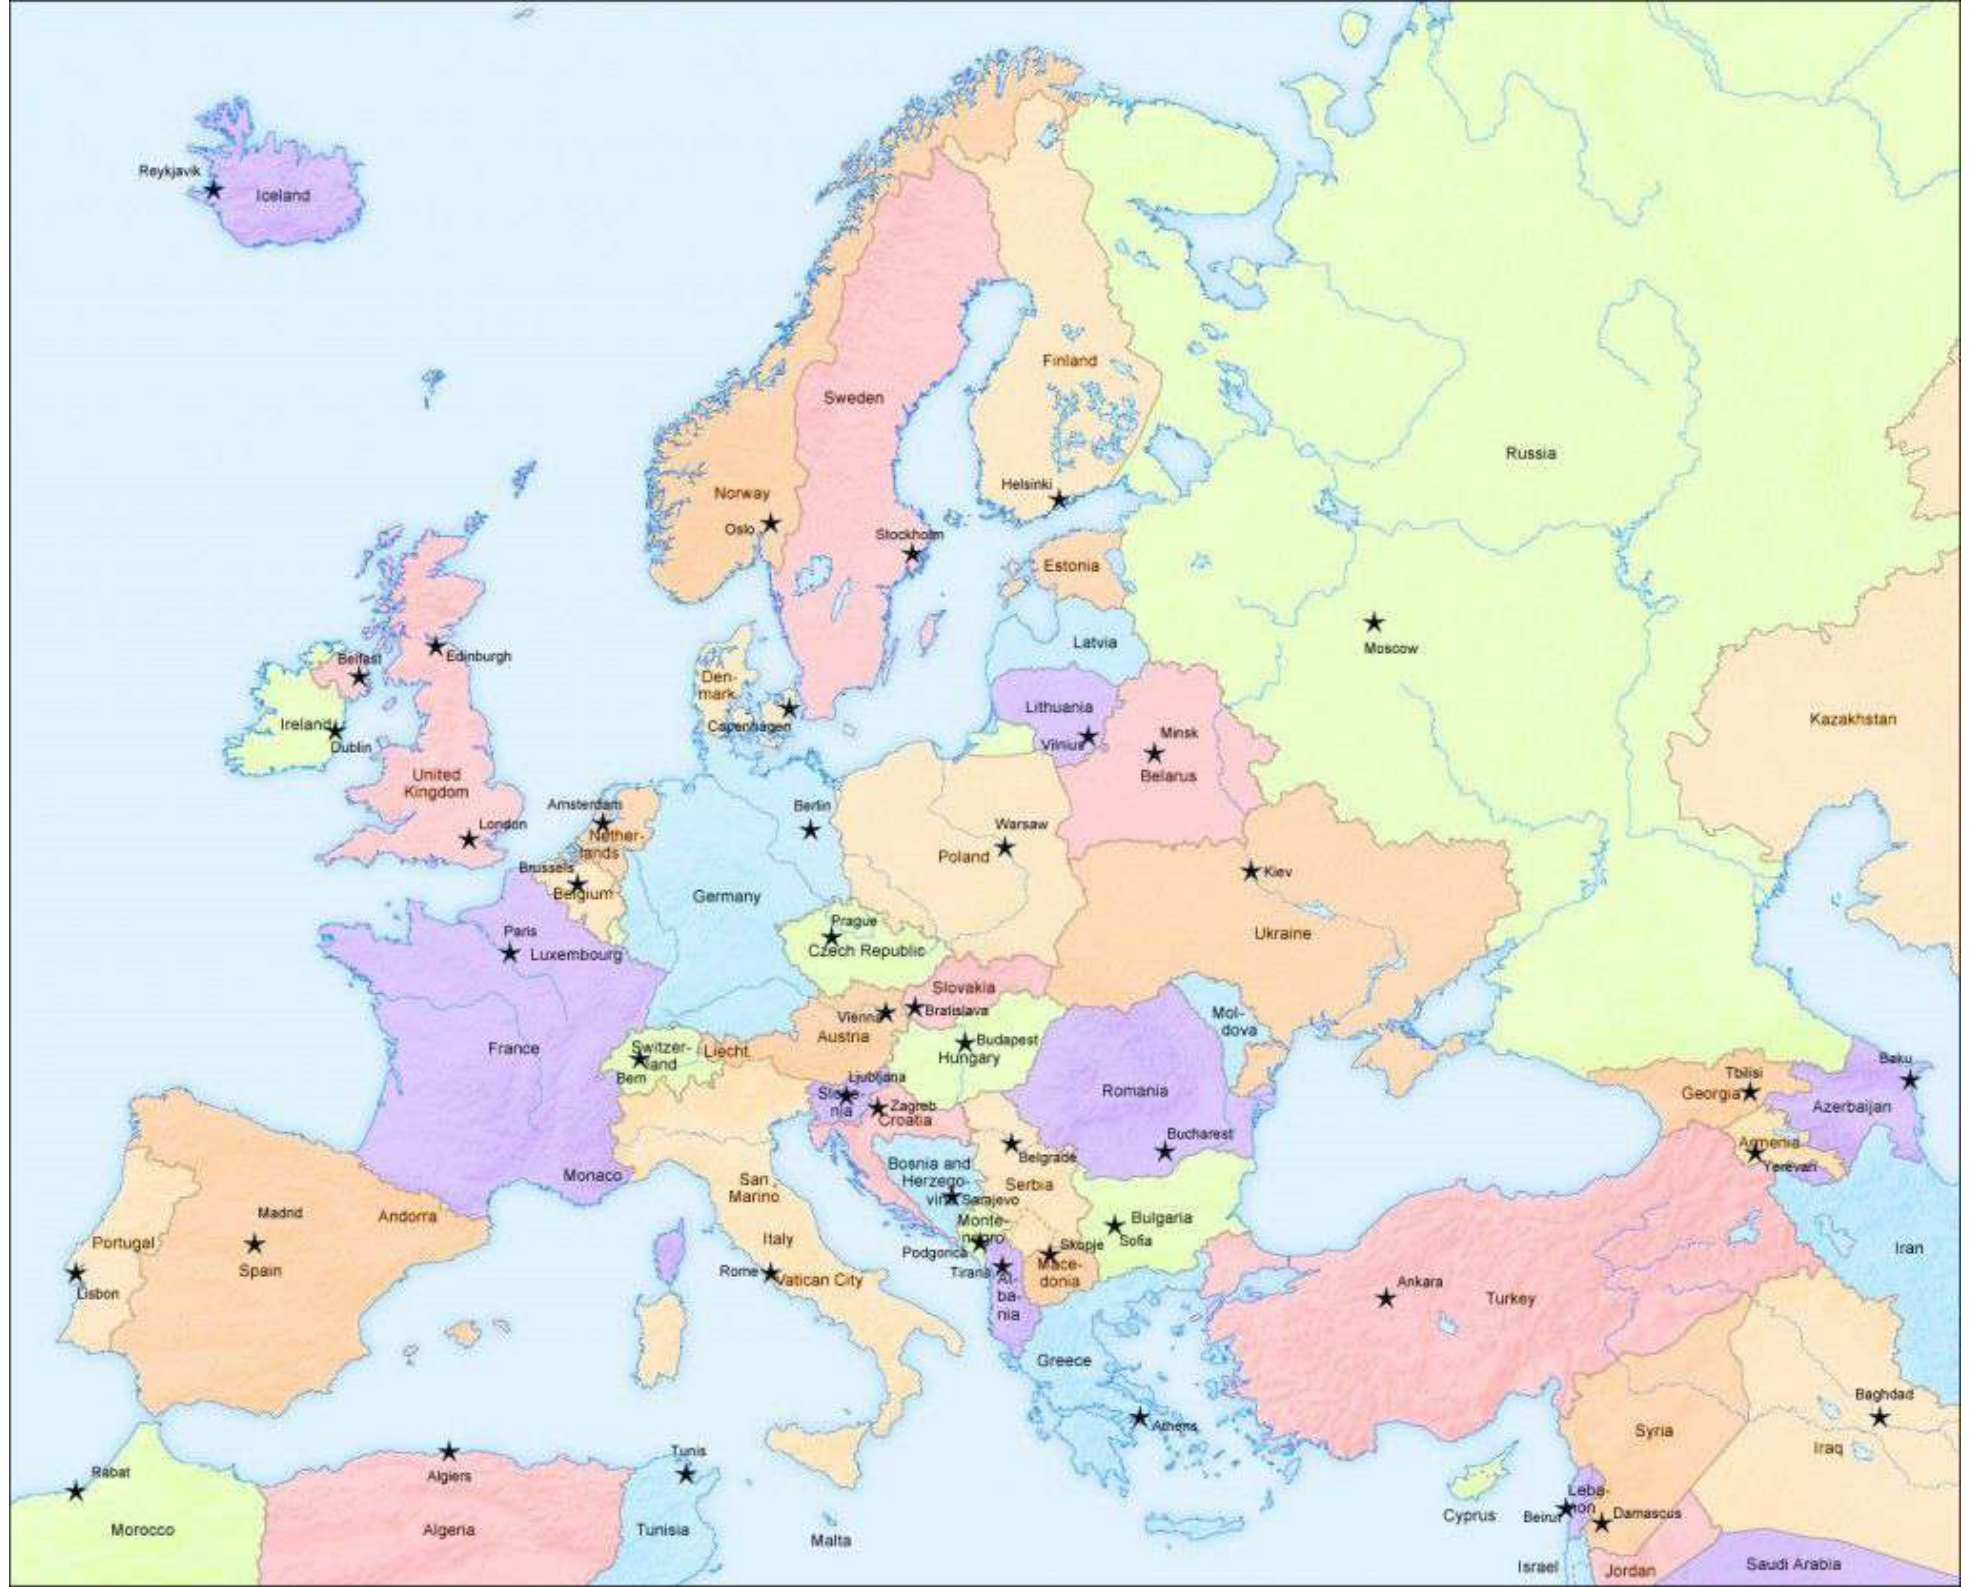 Reykjavik
Iceland
Finland
Sweden
Russia
Helsinki
Norway
Oslo
Stockholm
Estonia
Latvia
Moscow
Belfast
Edinburgh
Den-
mark
Lithuania
Kazakhstan
Ireland
Copenhagen
Minsk
Dublin
Vilnius
United
Kingdom
Belarus
Amsterdam
Berlin
London
Warsaw
Nether-
lands
Poland
Brussels
Kiev
Belgium
Germany
Prague
Paris
Ukraine
Luxembourg
Czech Republic
Slovakia
Vienna
Bratislava
Mol-
dova
Austria
Budapest
France
Switzer-
land
Liecht.
Hungary
Baku
Bern
Ljubljana
Tbilisi
Slove-
nja
Romania
Georgia
Zagreb
Azerbaijan
Croatia
Bucharest
Armenia
Belgrade
Yerevan
Bosnia and
Herzego-
vina
Monaco
San
Marino
Serbia
Sarajevo
Madrid
Andorra
Monte-
negro
Bulgaria
Portugal
Italy
Podgorica
Skopje
Sofia
Iran
Spain
Rome
Vatican City
Tirana
Mace-
donia
Ankara
Lisbon
Al-
ba-
nia
Turkey
Greece
Baghdad
Athens
Syria
Tunis
Iraq
Rabat
Algiers
Leba-
non
Cyprus
Beirut
Damascus
Morocco
Algeria
Tunisia
Malta
Israel
Jordan
Saudi Arabia